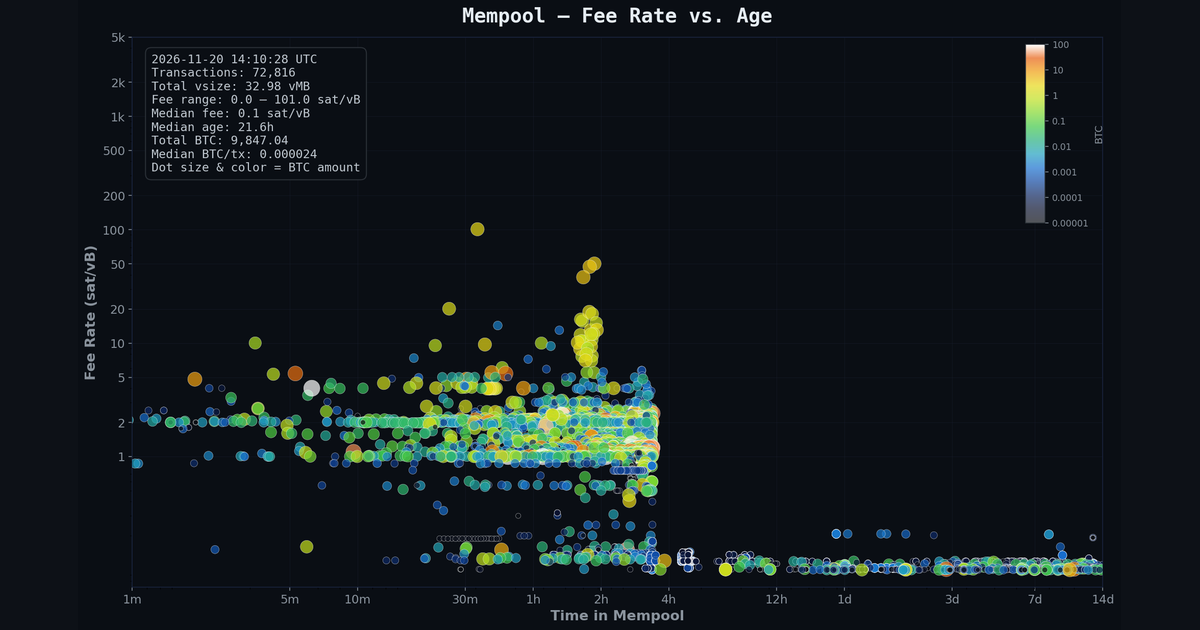 Mempool — Fee Rate vs. Age
5k
2k
1k
500
200
100
50
20
10
5
2
1
Fee Rate (sat/vB)
2026-11-20 14:10:28 UTC
Transactions: 72,816
Total vsize: 32.98 vMB
Fee range: 0.0 – 101.0 sat/vB
Median fee: 0.1 sat/vB
Median age: 21.6h
Total BTC: 9,847.04
Median BTC/tx: 0.000024
Dot size & color = BTC amount
100
10
1
0.1
0.01
0.001
0.0001
0.00001
BTC
1m 5m 10m 30m 1h 2h 4h 12h 1d 3d 7d 14d
Time in Mempool